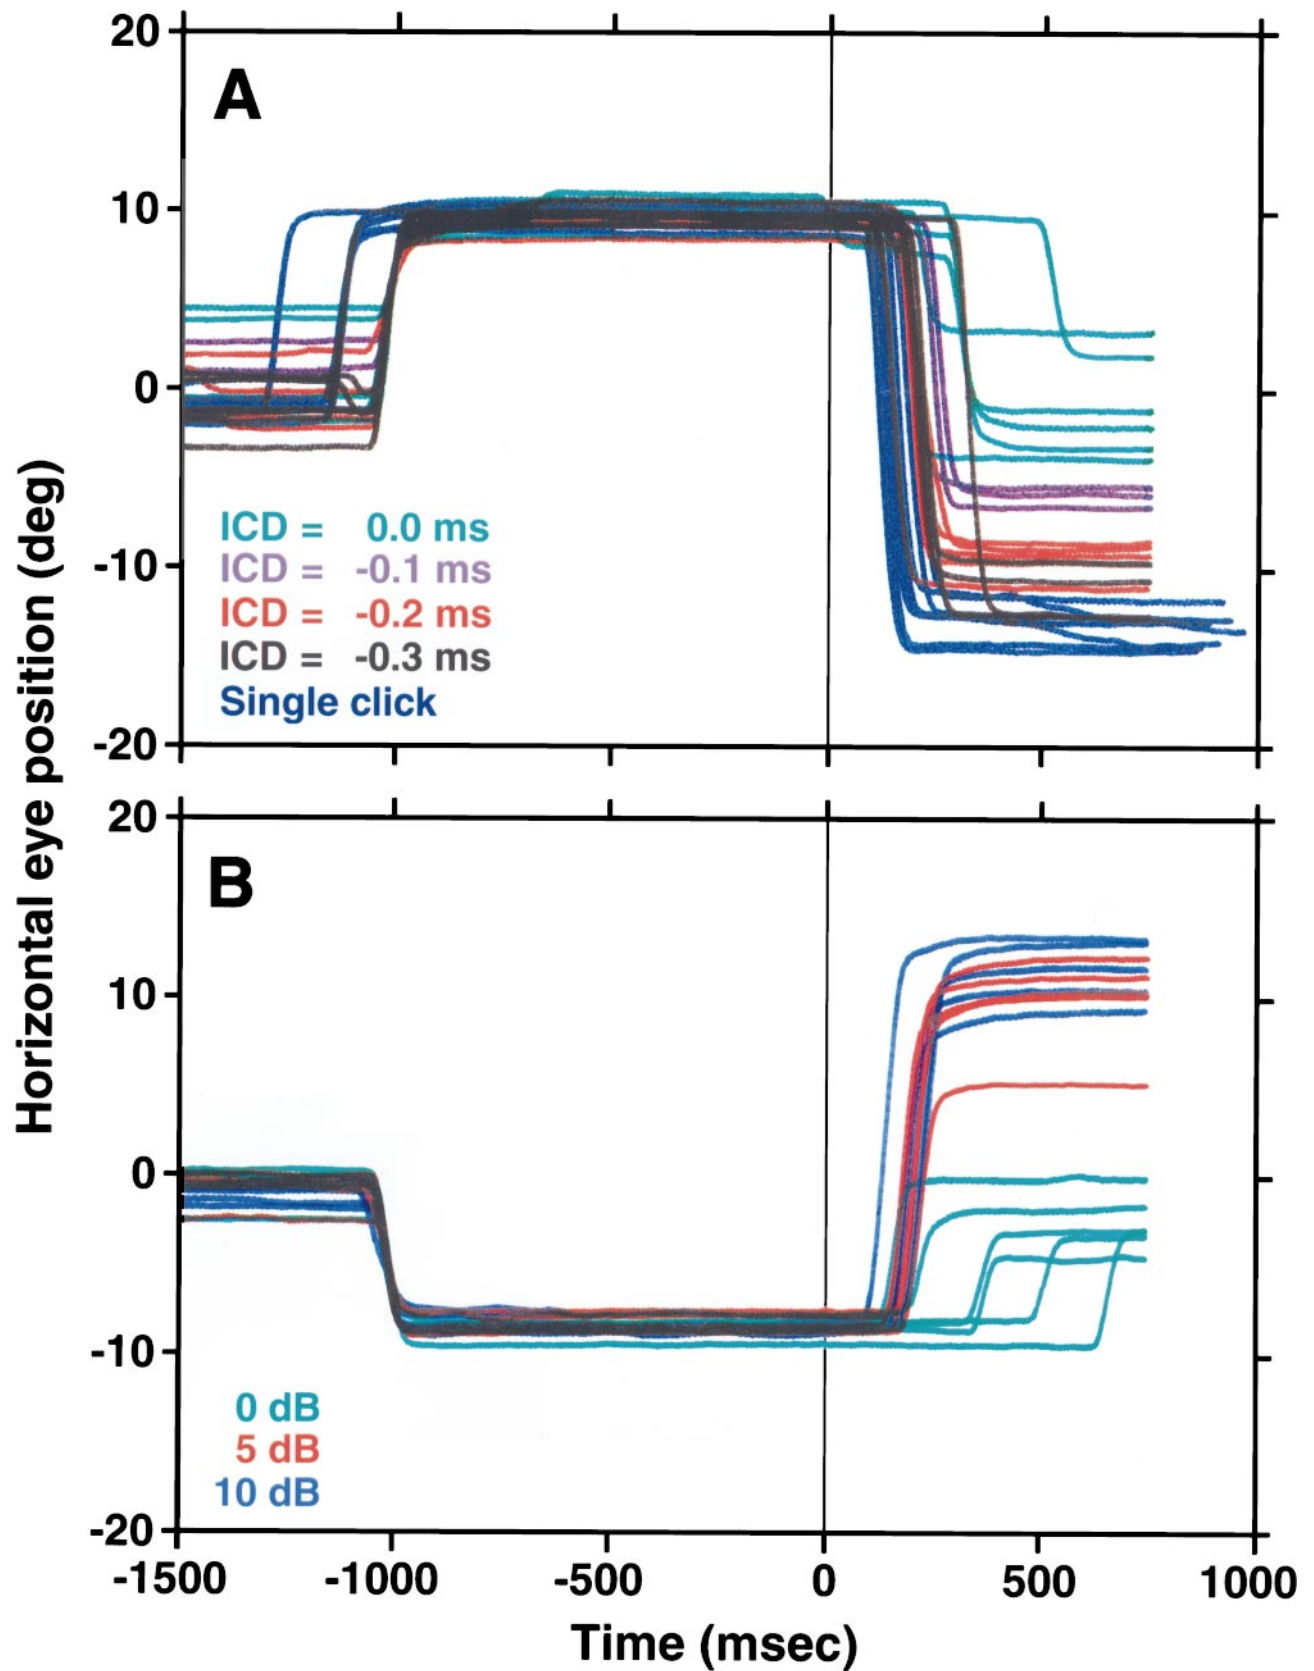 Horizontal eye position (deg)
20
A
10
0
-10
-20
ICD = 0.0 ms
ICD = -0.1 ms
ICD = -0.2 ms
ICD = -0.3 ms
Single click
20
B
10
0
-10
-20
0 dB
5 dB
10 dB
-1500 -1000 -500 0 500 1000
Time (msec)